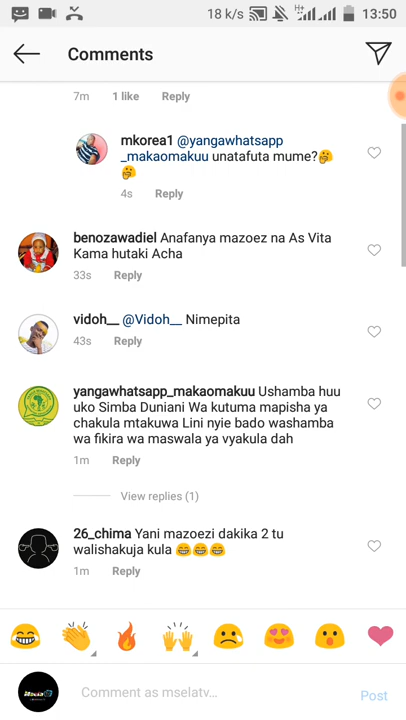 18 k/s
13:50
Comments
7m 1 like Reply
mkorea1 @yangawhatsapp
_makaomakuu unatafuta mume?🤔
🤔
4s Reply
benozawadiel Anafanya mazoez na As Vita
Kama hutaki Acha
33s Reply
vidoh__ @Vidoh__ Nimepita
43s Reply
yangawhatsapp_makaomakuu Ushamba huu
uko Simba Duniani Wa kutuma mapisha ya
chakula mtakuwa Lini nyie bado washamba
wa fikira wa maswala ya vyakula dah
1m Reply
View replies (1)
26_chima Yani mazoezi dakika 2 tu
walishakuja kula 😂😂😂
1m Reply
😂 👏 🔥 🙌 😢 😍 😮 ❤️
Comment as mselatv... Post